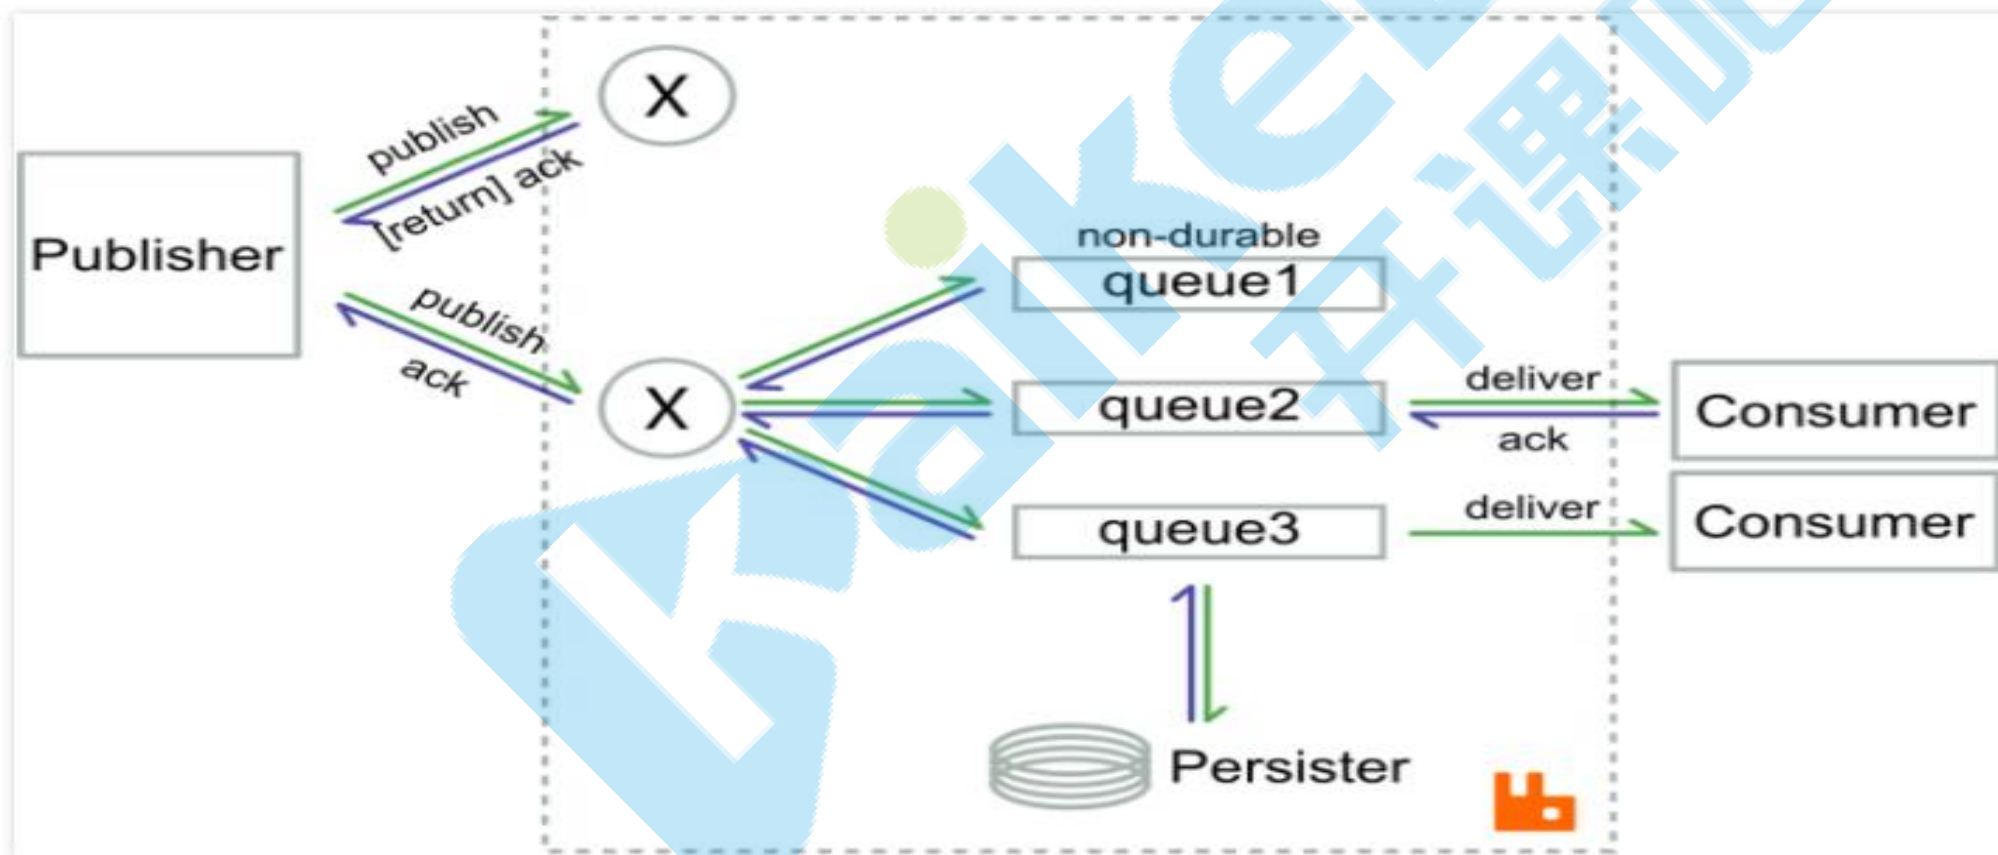 X
publish
[return] ack
Publisher
publish
ack
X
non-durable
queue1
queue2
queue3
deliver
ack
deliver
Consumer
Consumer
Persister
Kaike
开课吧